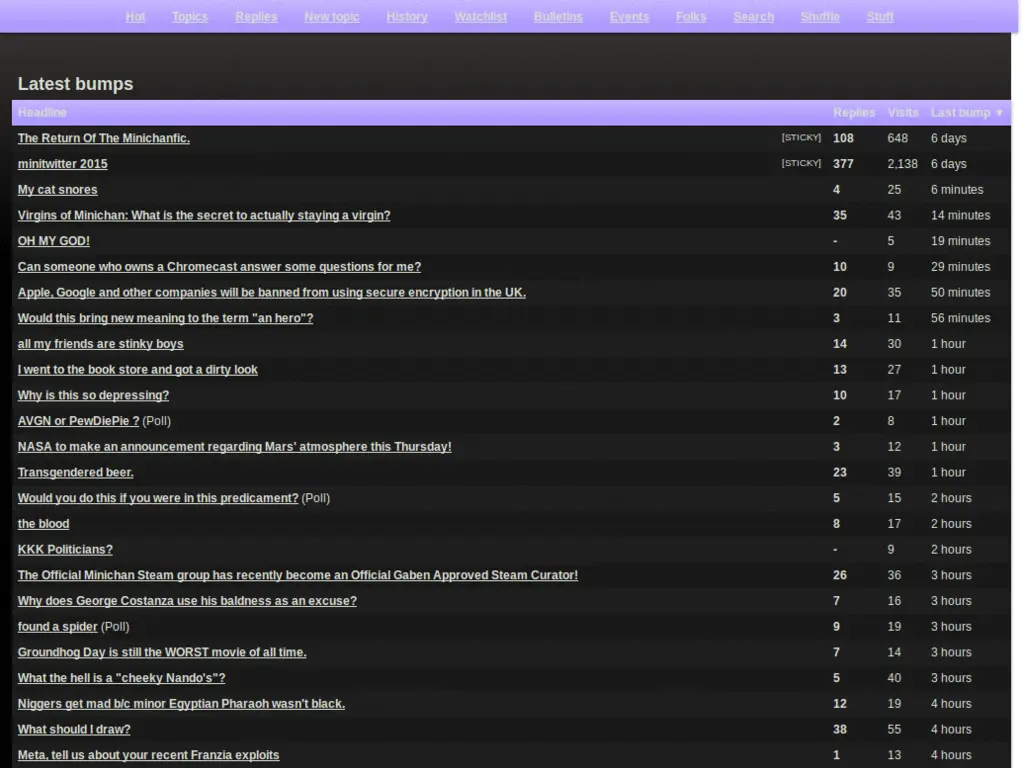 Hot Topics Replies New topic History Watchlist Bulletins Events Folks Search Shuffle Stuff
Latest bumps
Headline Replies Visits Last bump ▼
The Return Of The Minichanfic. [STICKY] 108 648 6 days
minitwitter 2015 [STICKY] 377 2,138 6 days
My cat snores 4 25 6 minutes
Virgins of Minichan: What is the secret to actually staying a virgin? 35 43 14 minutes
OH MY GOD! - 5 19 minutes
Can someone who owns a Chromecast answer some questions for me? 10 9 29 minutes
Apple, Google and other companies will be banned from using secure encryption in the UK. 20 35 50 minutes
Would this bring new meaning to the term "an hero"? 3 11 56 minutes
all my friends are stinky boys 14 30 1 hour
I went to the book store and got a dirty look 13 27 1 hour
Why is this so depressing? 10 17 1 hour
AVGN or PewDiePie ? (Poll) 2 8 1 hour
NASA to make an announcement regarding Mars' atmosphere this Thursday! 3 12 1 hour
Transgendered beer. 23 39 1 hour
Would you do this if you were in this predicament? (Poll) 5 15 2 hours
the blood 8 17 2 hours
KKK Politicians? - 9 2 hours
The Official Minichan Steam group has recently become an Official Gaben Approved Steam Curator! 26 36 3 hours
Why does George Costanza use his baldness as an excuse? 7 16 3 hours
found a spider (Poll) 9 19 3 hours
Groundhog Day is still the WORST movie of all time. 7 14 3 hours
What the hell is a "cheeky Nando's"? 5 40 3 hours
Niggers get mad b/c minor Egyptian Pharaoh wasn't black. 12 19 4 hours
What should I draw? 38 55 4 hours
Meta, tell us about your recent Franzia exploits 1 13 4 hours